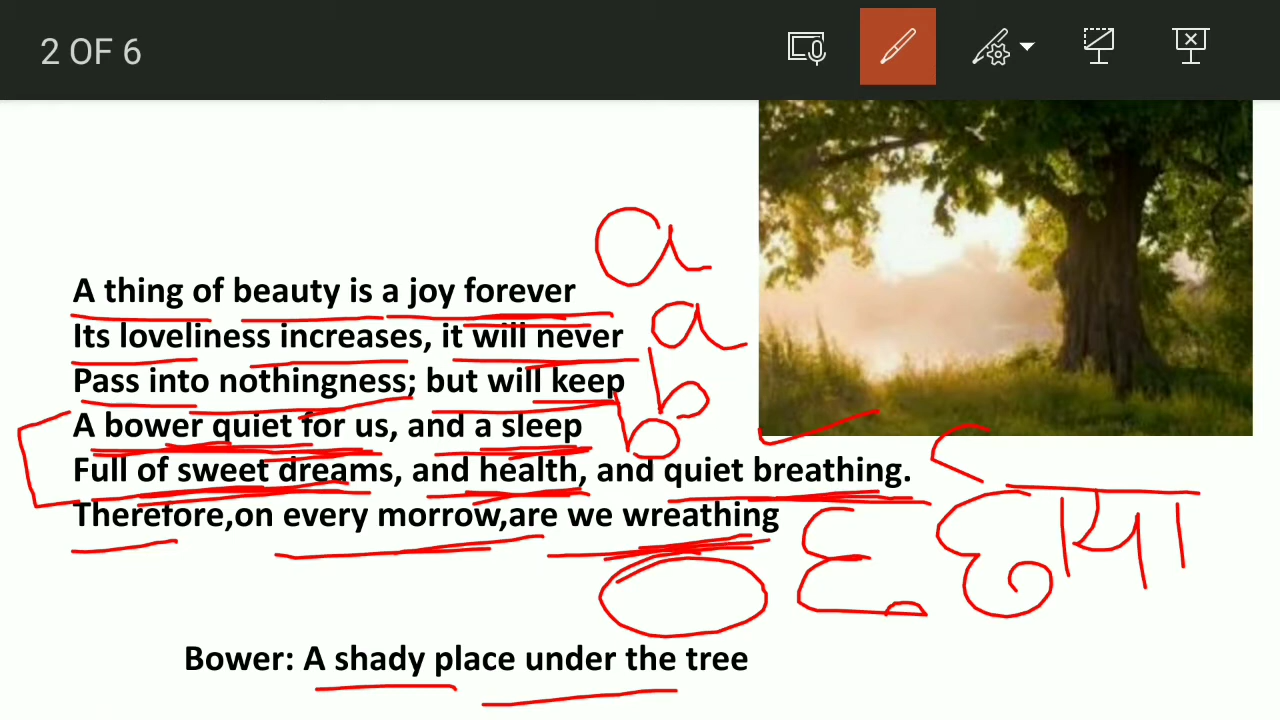 2 OF 6
a
A thing of beauty is a joy forever
Its loveliness increases, it will never
a
Pass into nothingness; but will keep
b
A bower quiet for us, and a sleep
b
Full of sweet dreams, and health, and quiet breathing.
Therefore,on every morrow,are we wreathing
Bower: A shady place under the tree